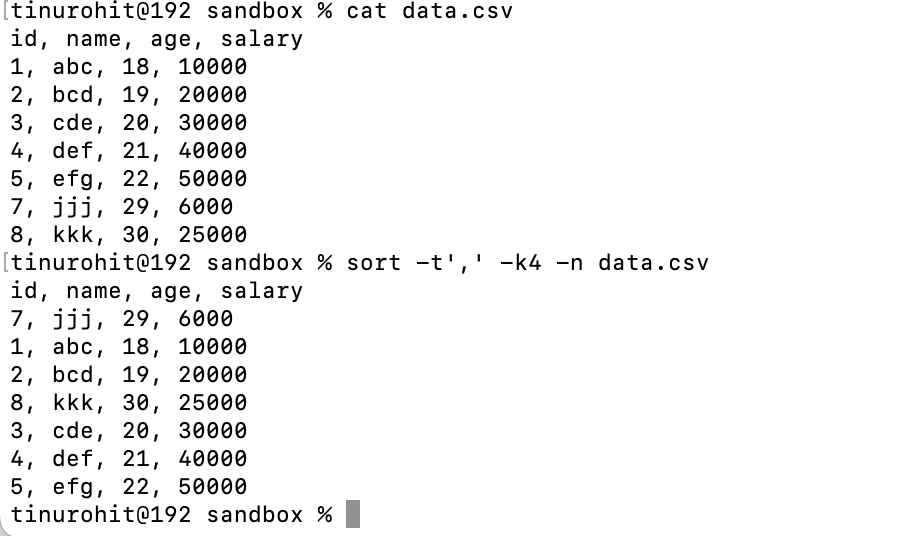 [tinurohit@192 sandbox % cat data.csv
id, name, age, salary
1, abc, 18, 10000
2, bcd, 19, 20000
3, cde, 20, 30000
4, def, 21, 40000
5, efg, 22, 50000
7, jjj, 29, 6000
8, kkk, 30, 25000
[tinurohit@192 sandbox % sort -t',' -k4 -n data.csv
id, name, age, salary
7, jjj, 29, 6000
1, abc, 18, 10000
2, bcd, 19, 20000
8, kkk, 30, 25000
3, cde, 20, 30000
4, def, 21, 40000
5, efg, 22, 50000
tinurohit@192 sandbox %